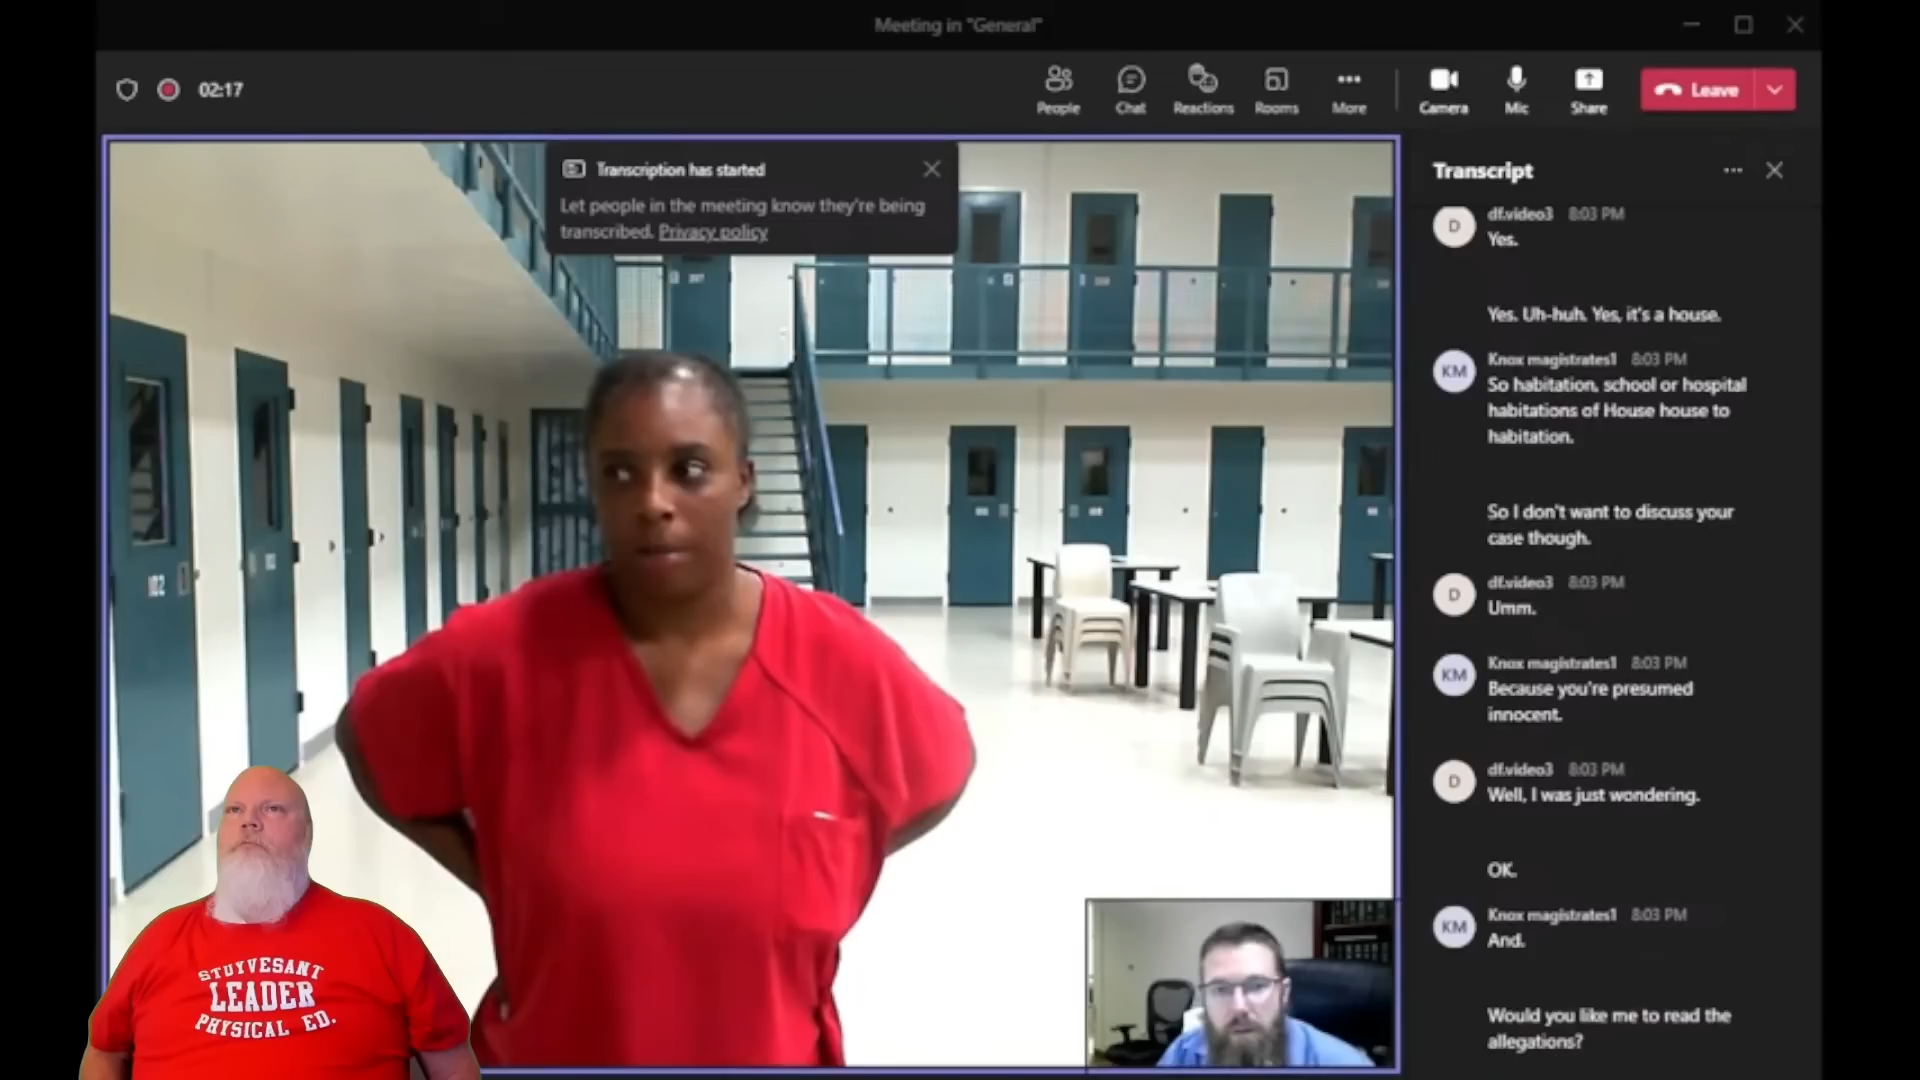 Meeting in "General"
02:17
People
Chat
Reactions
Rooms
More
Camera
Mic
Share
Leave
Transcription has started
Let people in the meeting know they're being
transcribed. Privacy policy
Transcript
D
df.video3 8:03 PM
Yes.
Yes. Uh-huh. Yes, it's a house.
KM
Knox magistrates1 8:03 PM
So habitation, school or hospital
habitations of House house to
habitation.
So I don't want to discuss your
case though.
D
df.video3 8:03 PM
Umm.
KM
Knox magistrates1 8:03 PM
Because you're presumed
innocent.
D
df.video3 8:03 PM
Well, I was just wondering.
OK.
KM
Knox magistrates1 8:03 PM
And.
Would you like me to read the
allegations?
102
STUYVESANT
LEADER
PHYSICAL ED.